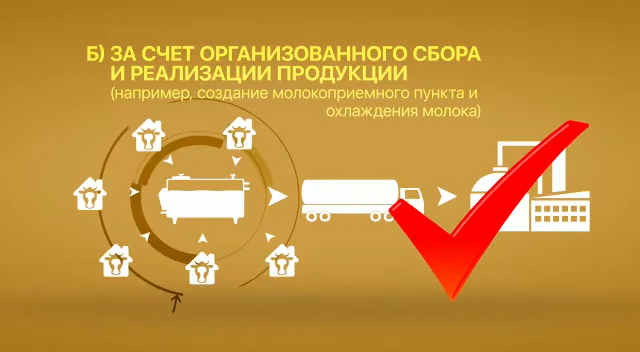 Б) ЗА СЧЕТ ОРГАНИЗОВАННОГО СБОРА
И РЕАЛИЗАЦИИ ПРОДУКЦИИ
(например, создание молокоприемного пункта и
охлаждения молока)